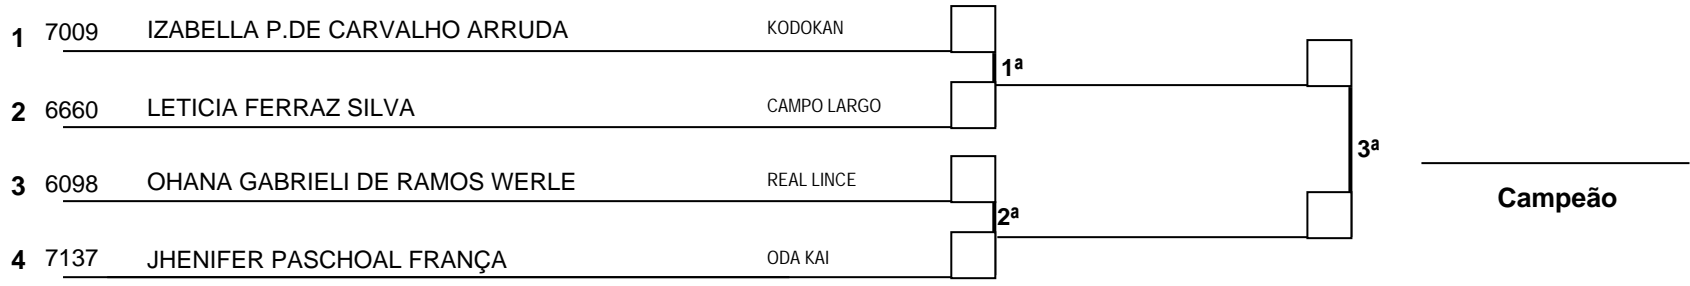 1 7009 IZABELLA P.DE CARVALHO ARRUDA KODOKAN
1ª
2 6660 LETICIA FERRAZ SILVA CAMPO LARGO
3ª
3 6098 OHANA GABRIELI DE RAMOS WERLE REAL LINCE
Campeão
2ª
4 7137 JHENIFER PASCHOAL FRANÇA ODA KAI